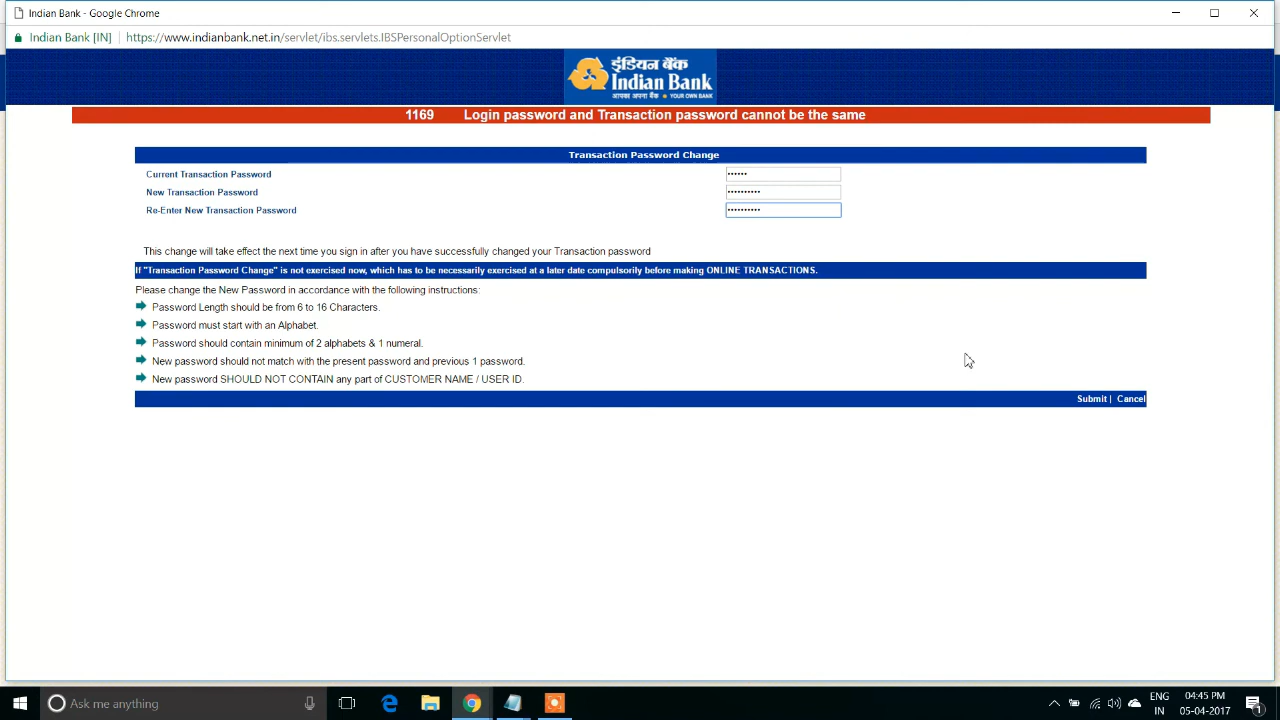 Indian Bank - Google Chrome
Indian Bank [IN] | https://www.indianbank.net.in/servlet/ibs.servlets.IBSPersonalOptionServlet
इंडियन बैंक
Indian Bank
आपका अपना बैंक YOUR OWN BANK
1169 Login password and Transaction password cannot be the same
Transaction Password Change
Current Transaction Password ••••••
New Transaction Password ••••••••••
Re-Enter New Transaction Password ••••••••••
This change will take effect the next time you sign in after you have successfully changed your Transaction password
If "Transaction Password Change" is not exercised now, which has to be necessarily exercised at a later date compulsorily before making ONLINE TRANSACTIONS.
Please change the New Password in accordance with the following instructions:
Password Length should be from 6 to 16 Characters.
Password must start with an Alphabet.
Password should contain minimum of 2 alphabets & 1 numeral.
New password should not match with the present password and previous 1 password.
New password SHOULD NOT CONTAIN any part of CUSTOMER NAME / USER ID.
Submit | Cancel
Ask me anything
ENG 04:45 PM
IN 05-04-2017
1